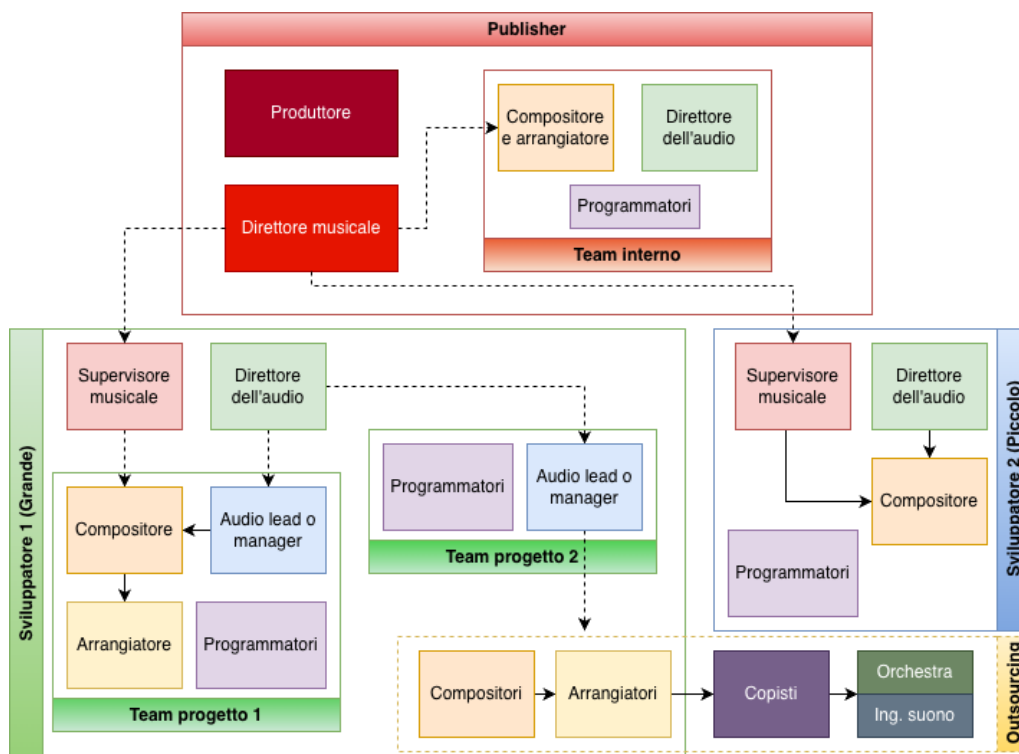 Publisher
Produttore
Compositore
e arrangiatore
Direttore
dell'audio
Programmatori
Direttore musicale
Team interno
Sviluppatore 1 (Grande)
Supervisore
musicale
Direttore
dell'audio
Compositore
Audio lead o
manager
Arrangiatore
Programmatori
Team progetto 1
Programmatori
Audio lead o
manager
Team progetto 2
Supervisore
musicale
Direttore
dell'audio
Compositore
Programmatori
Sviluppatore 2 (Piccolo)
Compositori
Arrangiatori
Copisti
Orchestra
Ing. suono
Outsourcing